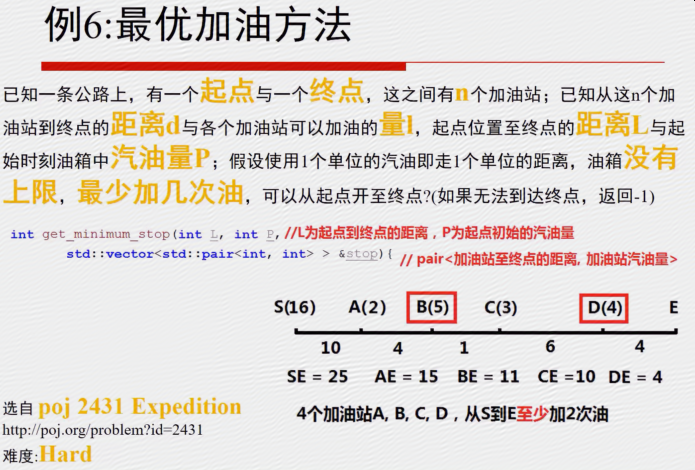 例6:最优加油方法
已知一条公路上，有一个起点与一个终点，这之间有n个加油站；已知从这n个加
油站到终点的距离d与各个加油站可以加油的量l，起点位置至终点的距离L与起
始时刻油箱中汽油量P；假设使用1个单位的汽油即走1个单位的距离，油箱没有
上限，最少加几次油，可以从起点开至终点?(如果无法到达终点，返回-1)
int get_minimum_stop(int L, int P, //L为起点到终点的距离，P为起点初始的汽油量
std::vector<std::pair<int, int> > &stop){ // pair<加油站至终点的距离, 加油站汽油量>
S(16) A(2) B(5) C(3) D(4) E
10 4 1 6 4
SE = 25 AE = 15 BE = 11 CE =10 DE = 4
4个加油站A, B, C, D，从S到E至少加2次油
选自 poj 2431 Expedition
http://poj.org/problem?id=2431
难度:Hard